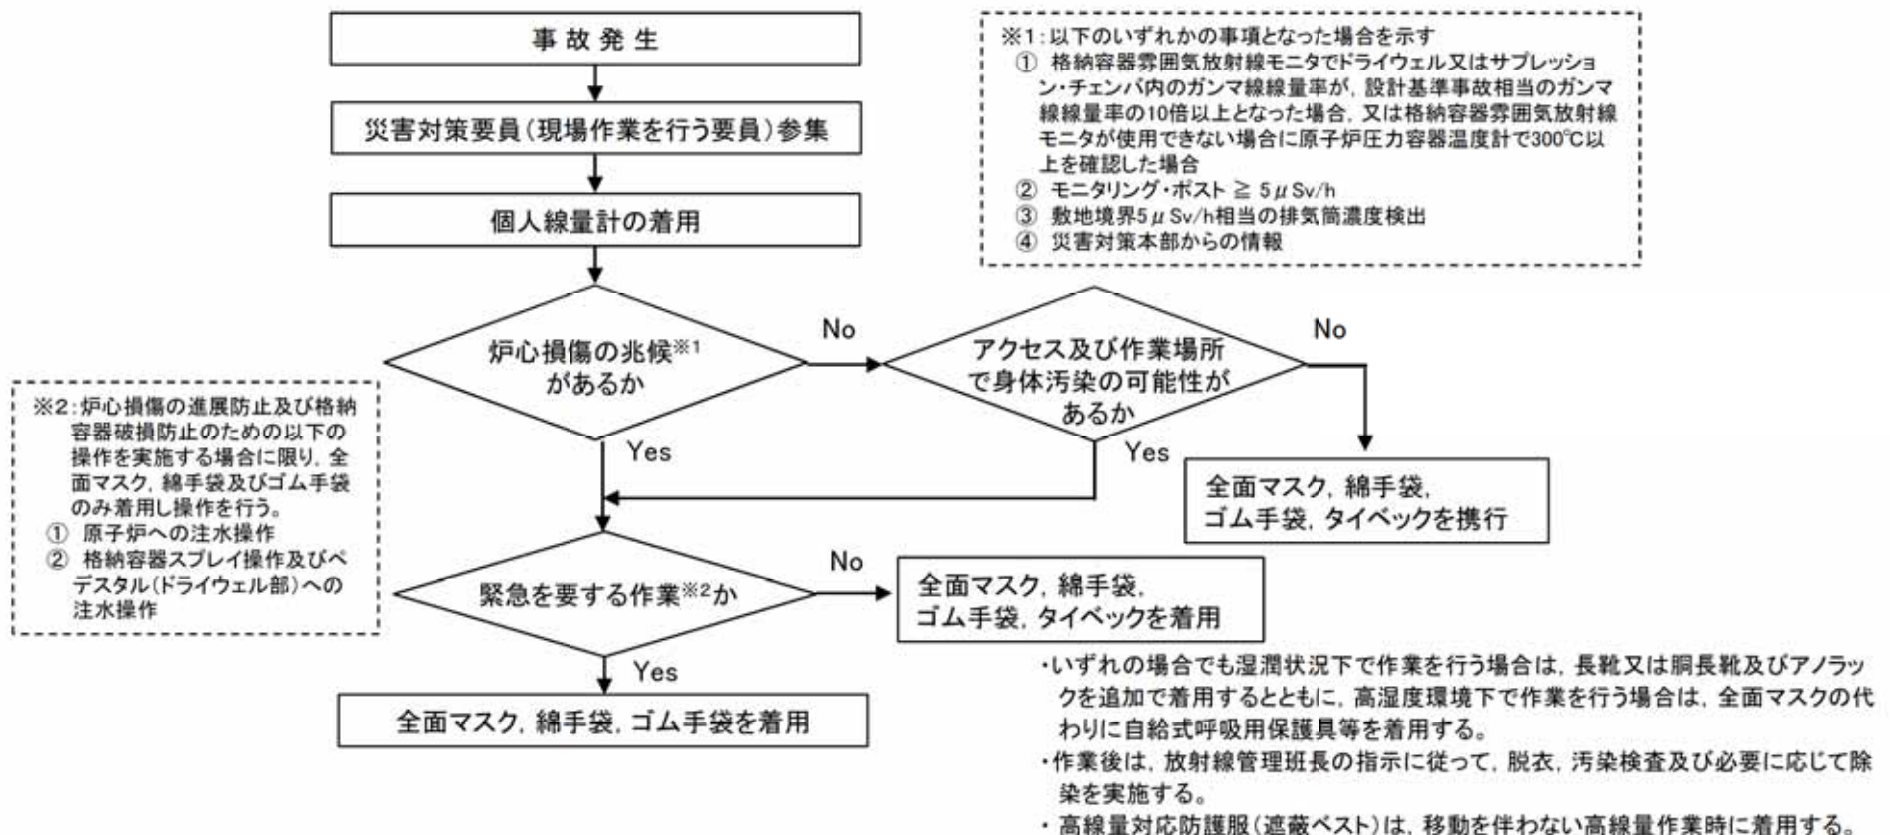 事故発生
災害対策要員(現場作業を行う要員)参集
個人線量計の着用
※1:以下のいずれかの事項となった場合を示す
① 格納容器雰囲気放射線モニタでドライウェル又はサプレッショ
ン・チェンバ内のガンマ線線量率が，設計基準事故相当のガンマ
線線量率の10倍以上となった場合，又は格納容器雰囲気放射線
モニタが使用できない場合に原子炉圧力容器温度計で300℃以
上を確認した場合
② モニタリング・ポスト ≧ 5μSv/h
③ 敷地境界5μSv/h相当の排気筒濃度検出
④ 災害対策本部からの情報
炉心損傷の兆候※1
があるか
No
アクセス及び作業場所
で身体汚染の可能性が
あるか
No
Yes
Yes
全面マスク，綿手袋，
ゴム手袋，タイベックを携行
※2:炉心損傷の進展防止及び格納
容器破損防止のための以下の
操作を実施する場合に限り，全
面マスク，綿手袋及びゴム手袋
のみ着用し操作を行う。
① 原子炉への注水操作
② 格納容器スプレイ操作及びペ
デスタル(ドライウェル部)への
注水操作
緊急を要する作業※2か
No
全面マスク，綿手袋，
ゴム手袋，タイベックを着用
Yes
全面マスク，綿手袋，ゴム手袋を着用
・いずれの場合でも湿潤状況下で作業を行う場合は，長靴又は胴長靴及びアノラッ
クを追加で着用するとともに，高湿度環境下で作業を行う場合は，全面マスクの代
わりに自給式呼吸用保護具等を着用する。
・作業後は，放射線管理班長の指示に従って，脱衣，汚染検査及び必要に応じて除
染を実施する。
・高線量対応防護服(遮蔽ベスト)は，移動を伴わない高線量作業時に着用する。